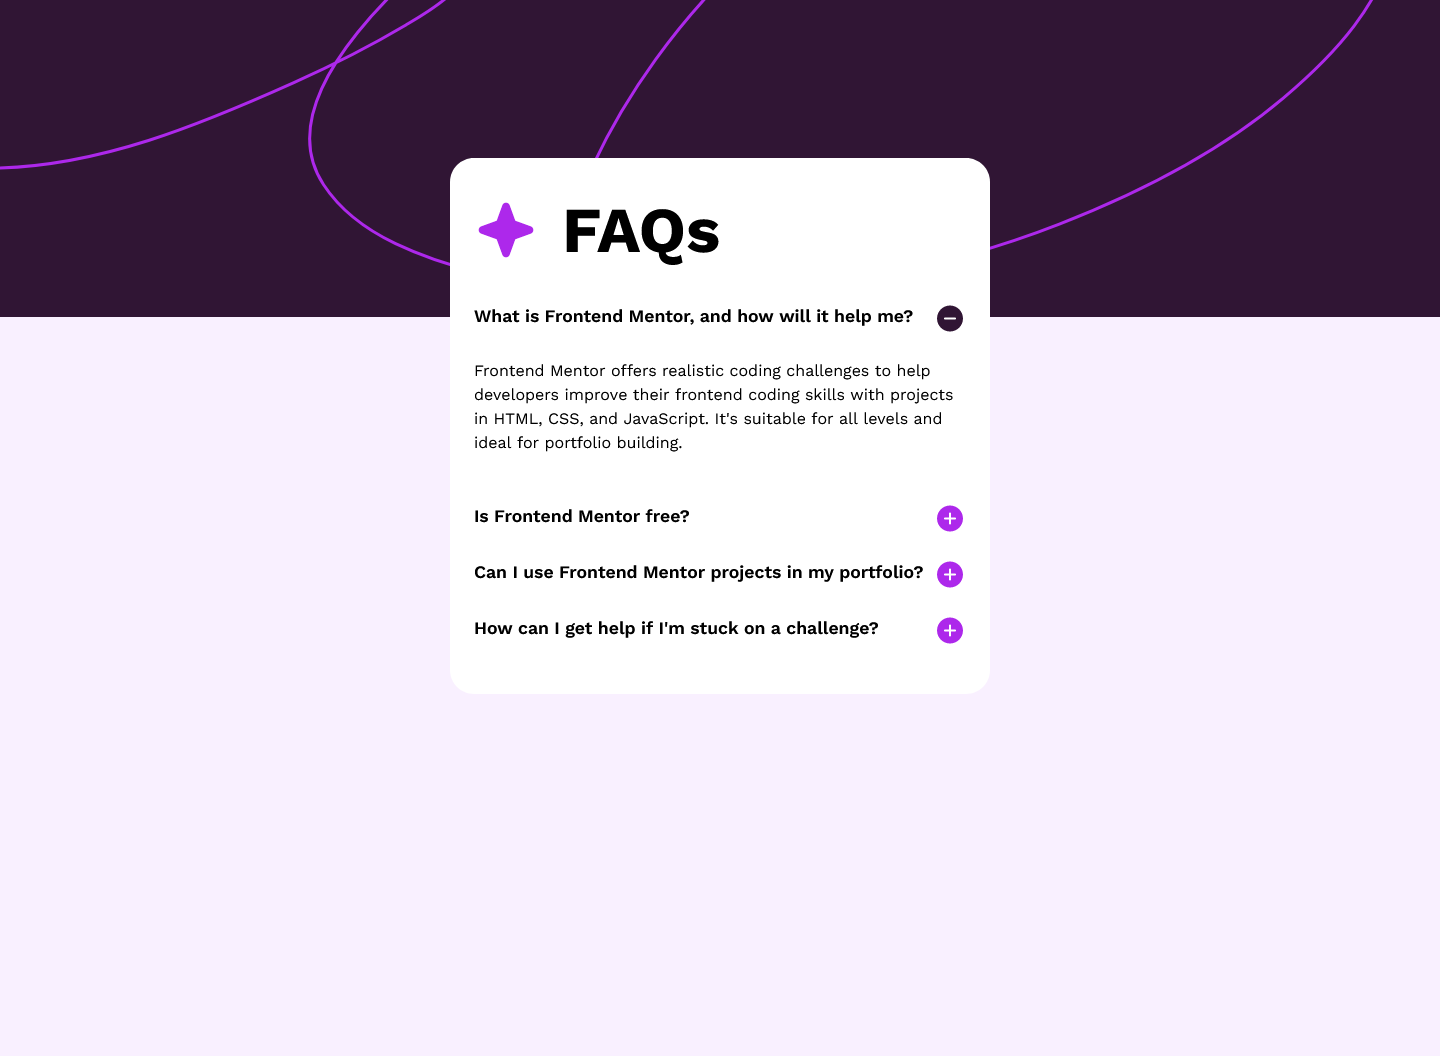 FAQs
What is Frontend Mentor, and how will it help me?
Frontend Mentor offers realistic coding challenges to help
developers improve their frontend coding skills with projects
in HTML, CSS, and JavaScript. It's suitable for all levels and
ideal for portfolio building.
Is Frontend Mentor free?
Can I use Frontend Mentor projects in my portfolio?
How can I get help if I'm stuck on a challenge?